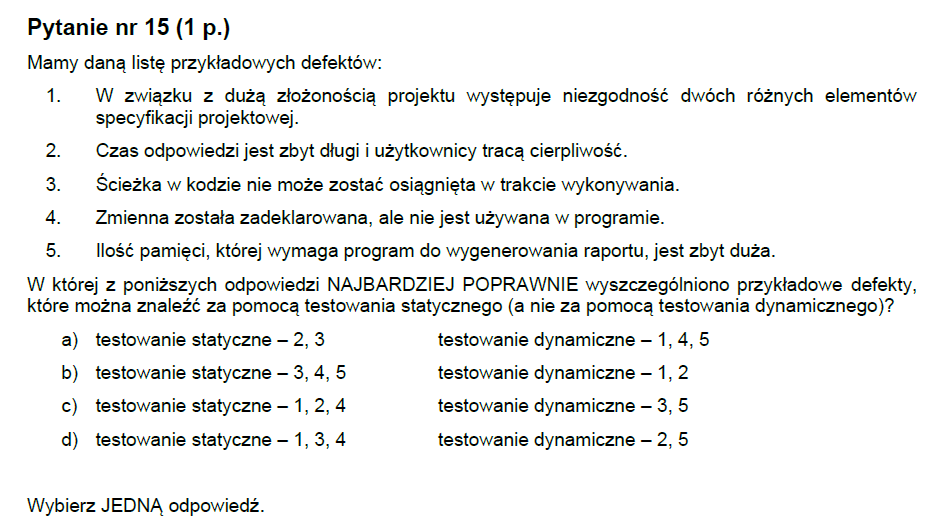 Pytanie nr 15 (1 p.)
Mamy daną listę przykładowych defektów:
1. W związku z dużą złożonością projektu występuje niezgodność dwóch różnych elementów
specyfikacji projektowej.
2. Czas odpowiedzi jest zbyt długi i użytkownicy tracą cierpliwość.
3. Ścieżka w kodzie nie może zostać osiągnięta w trakcie wykonywania.
4. Zmienna została zadeklarowana, ale nie jest używana w programie.
5. Ilość pamięci, której wymaga program do wygenerowania raportu, jest zbyt duża.
W której z poniższych odpowiedzi NAJBARDZIEJ POPRAWNIE wyszczególniono przykładowe defekty,
które można znaleźć za pomocą testowania statycznego (a nie za pomocą testowania dynamicznego)?
a) testowanie statyczne – 2, 3 testowanie dynamiczne – 1, 4, 5
b) testowanie statyczne – 3, 4, 5 testowanie dynamiczne – 1, 2
c) testowanie statyczne – 1, 2, 4 testowanie dynamiczne – 3, 5
d) testowanie statyczne – 1, 3, 4 testowanie dynamiczne – 2, 5
Wybierz JEDNĄ odpowiedź.